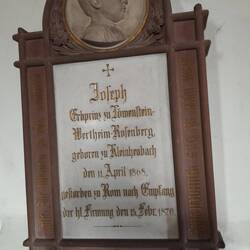 Joseph
Erbprinz zu Löwenstein-
Wertheim-Rosenberg,
geboren zu Kleinheubach
den 11. April 1868,
gestorben zu Rom nach Empfang
der hl. Firmung den 15. Febr. 1870.